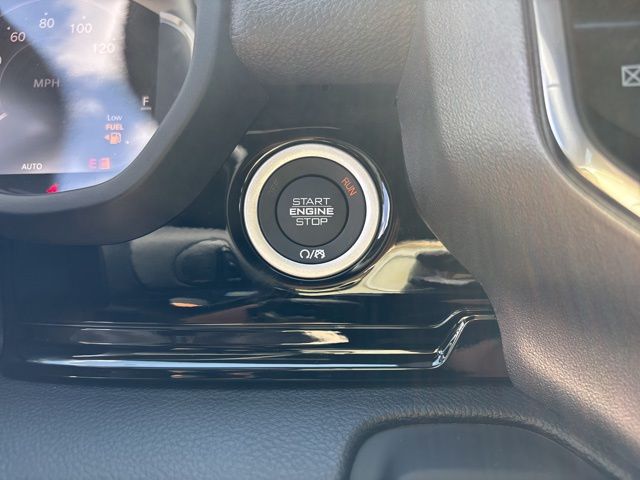 60
80
100
120
MPH
F
Low
FUEL
AUTO
E
RUN
START
ENGINE
STOP